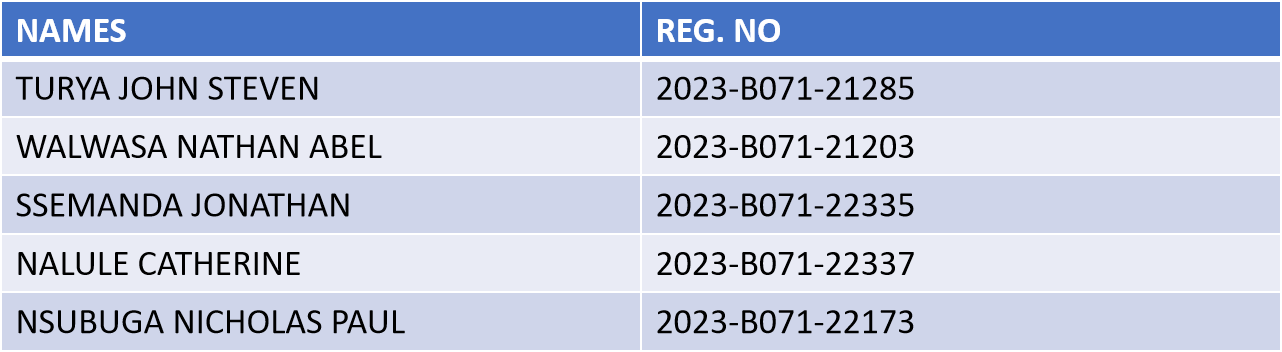 NAMES REG. NO
TURYA JOHN STEVEN 2023-B071-21285
WALWASA NATHAN ABEL 2023-B071-21203
SSEMANDA JONATHAN 2023-B071-22335
NALULE CATHERINE 2023-B071-22337
NSUBUGA NICHOLAS PAUL 2023-B071-22173